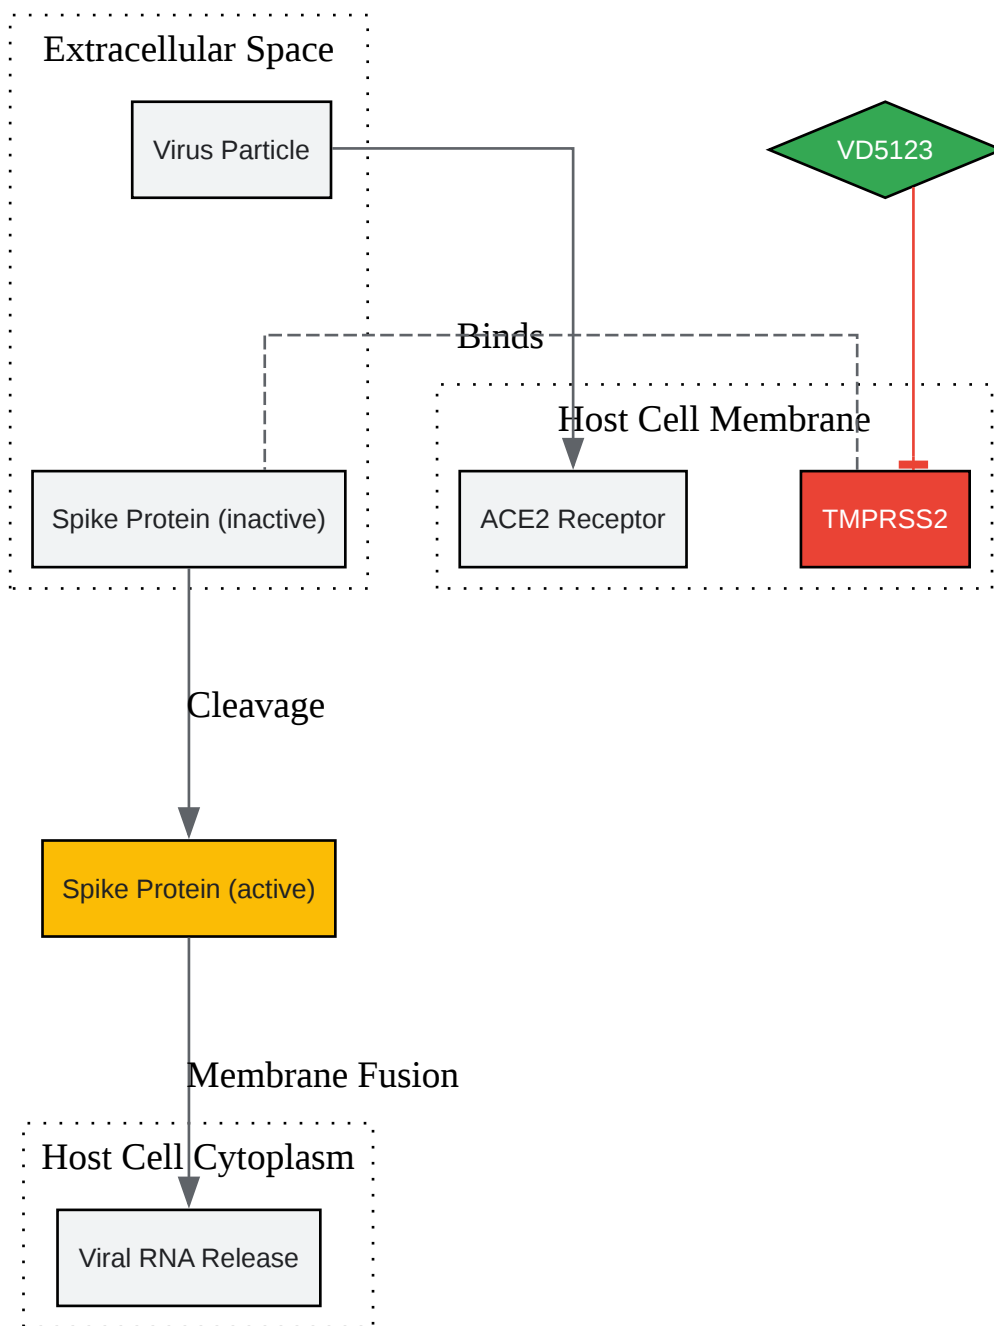 Extracellular Space
Virus Particle
VD5123
Binds
Host Cell Membrane
Spike Protein (inactive)
ACE2 Receptor
TMPRSS2
Cleavage
Spike Protein (active)
Membrane Fusion
Host Cell Cytoplasm
Viral RNA Release